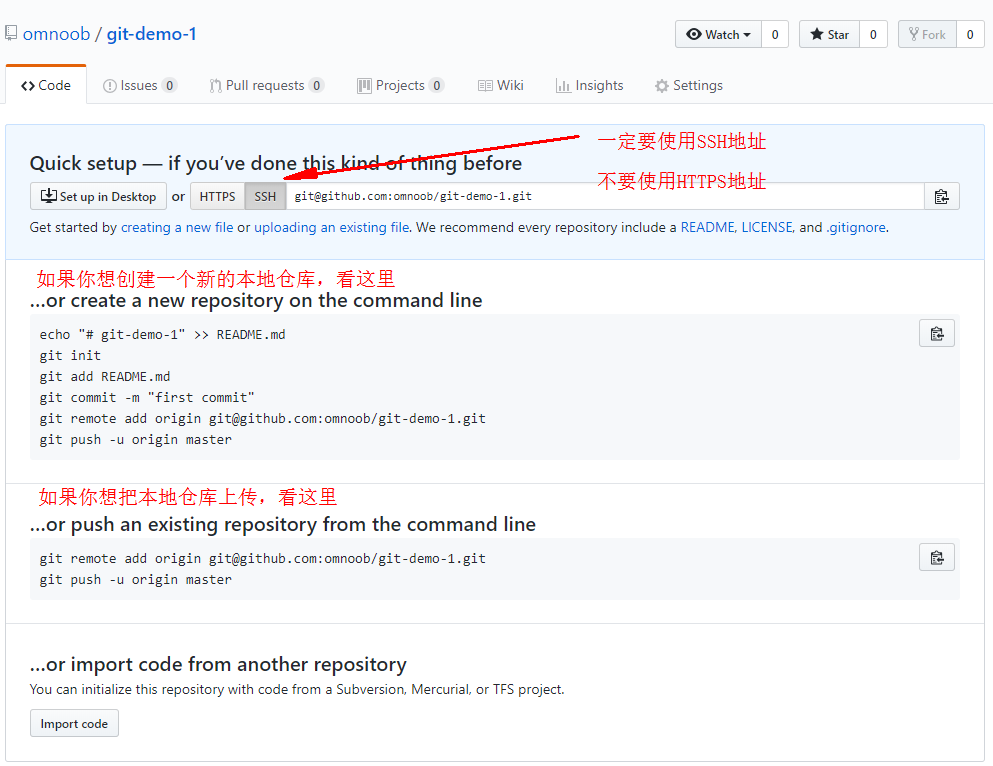 omnoob / git-demo-1
Watch 0 Star 0 Fork 0
Code Issues 0 Pull requests 0 Projects 0 Wiki Insights Settings
一定要使用SSH地址
Quick setup — if you’ve done this kind of thing before
不要使用HTTPS地址
Set up in Desktop or HTTPS SSH git@github.com:omnoob/git-demo-1.git
Get started by creating a new file or uploading an existing file. We recommend every repository include a README, LICENSE, and .gitignore.
如果你想创建一个新的本地仓库，看这里
…or create a new repository on the command line
echo "# git-demo-1" >> README.md
git init
git add README.md
git commit -m "first commit"
git remote add origin git@github.com:omnoob/git-demo-1.git
git push -u origin master
如果你想把本地仓库上传，看这里
…or push an existing repository from the command line
git remote add origin git@github.com:omnoob/git-demo-1.git
git push -u origin master
…or import code from another repository
You can initialize this repository with code from a Subversion, Mercurial, or TFS project.
Import code